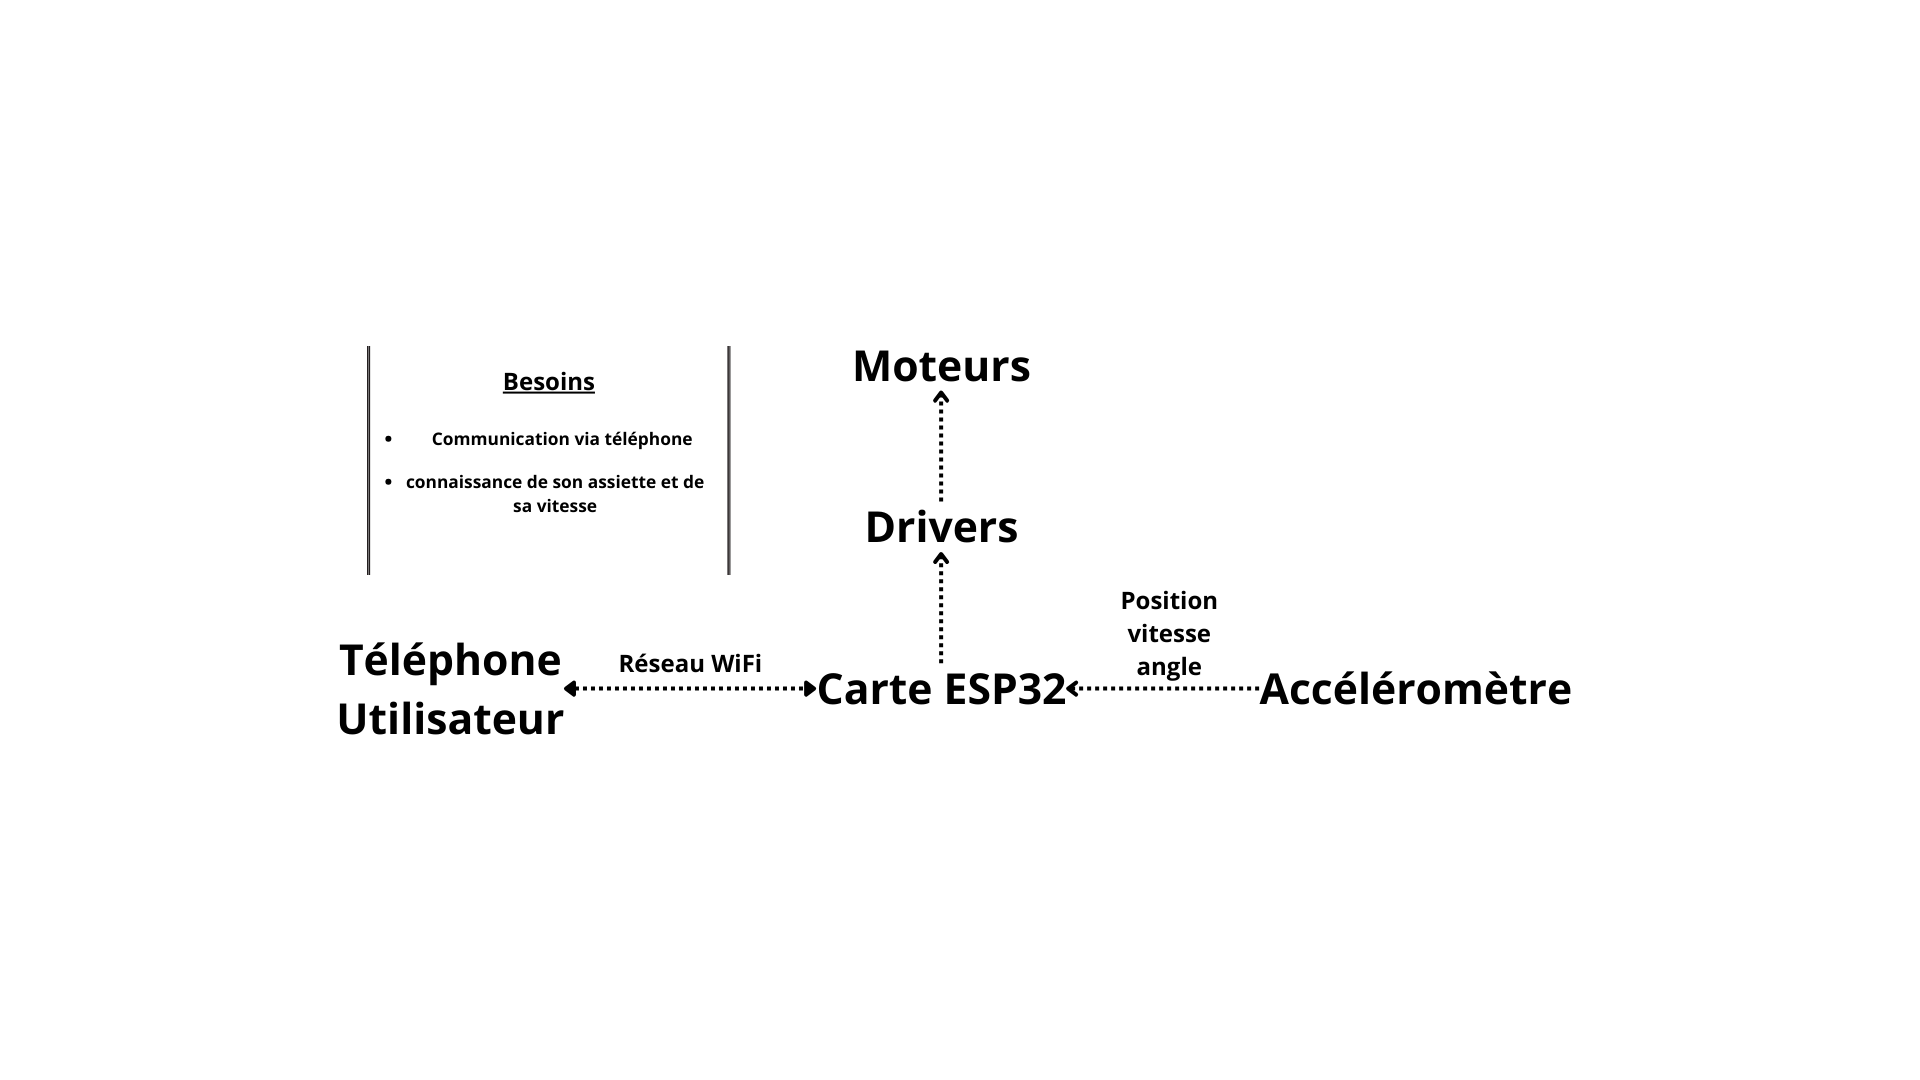 Besoins
Communication via téléphone
connaissance de son assiette et de
sa vitesse
Moteurs
Drivers
Position
vitesse
angle
Téléphone
Utilisateur
Réseau WiFi
Carte ESP32
Accéléromètre